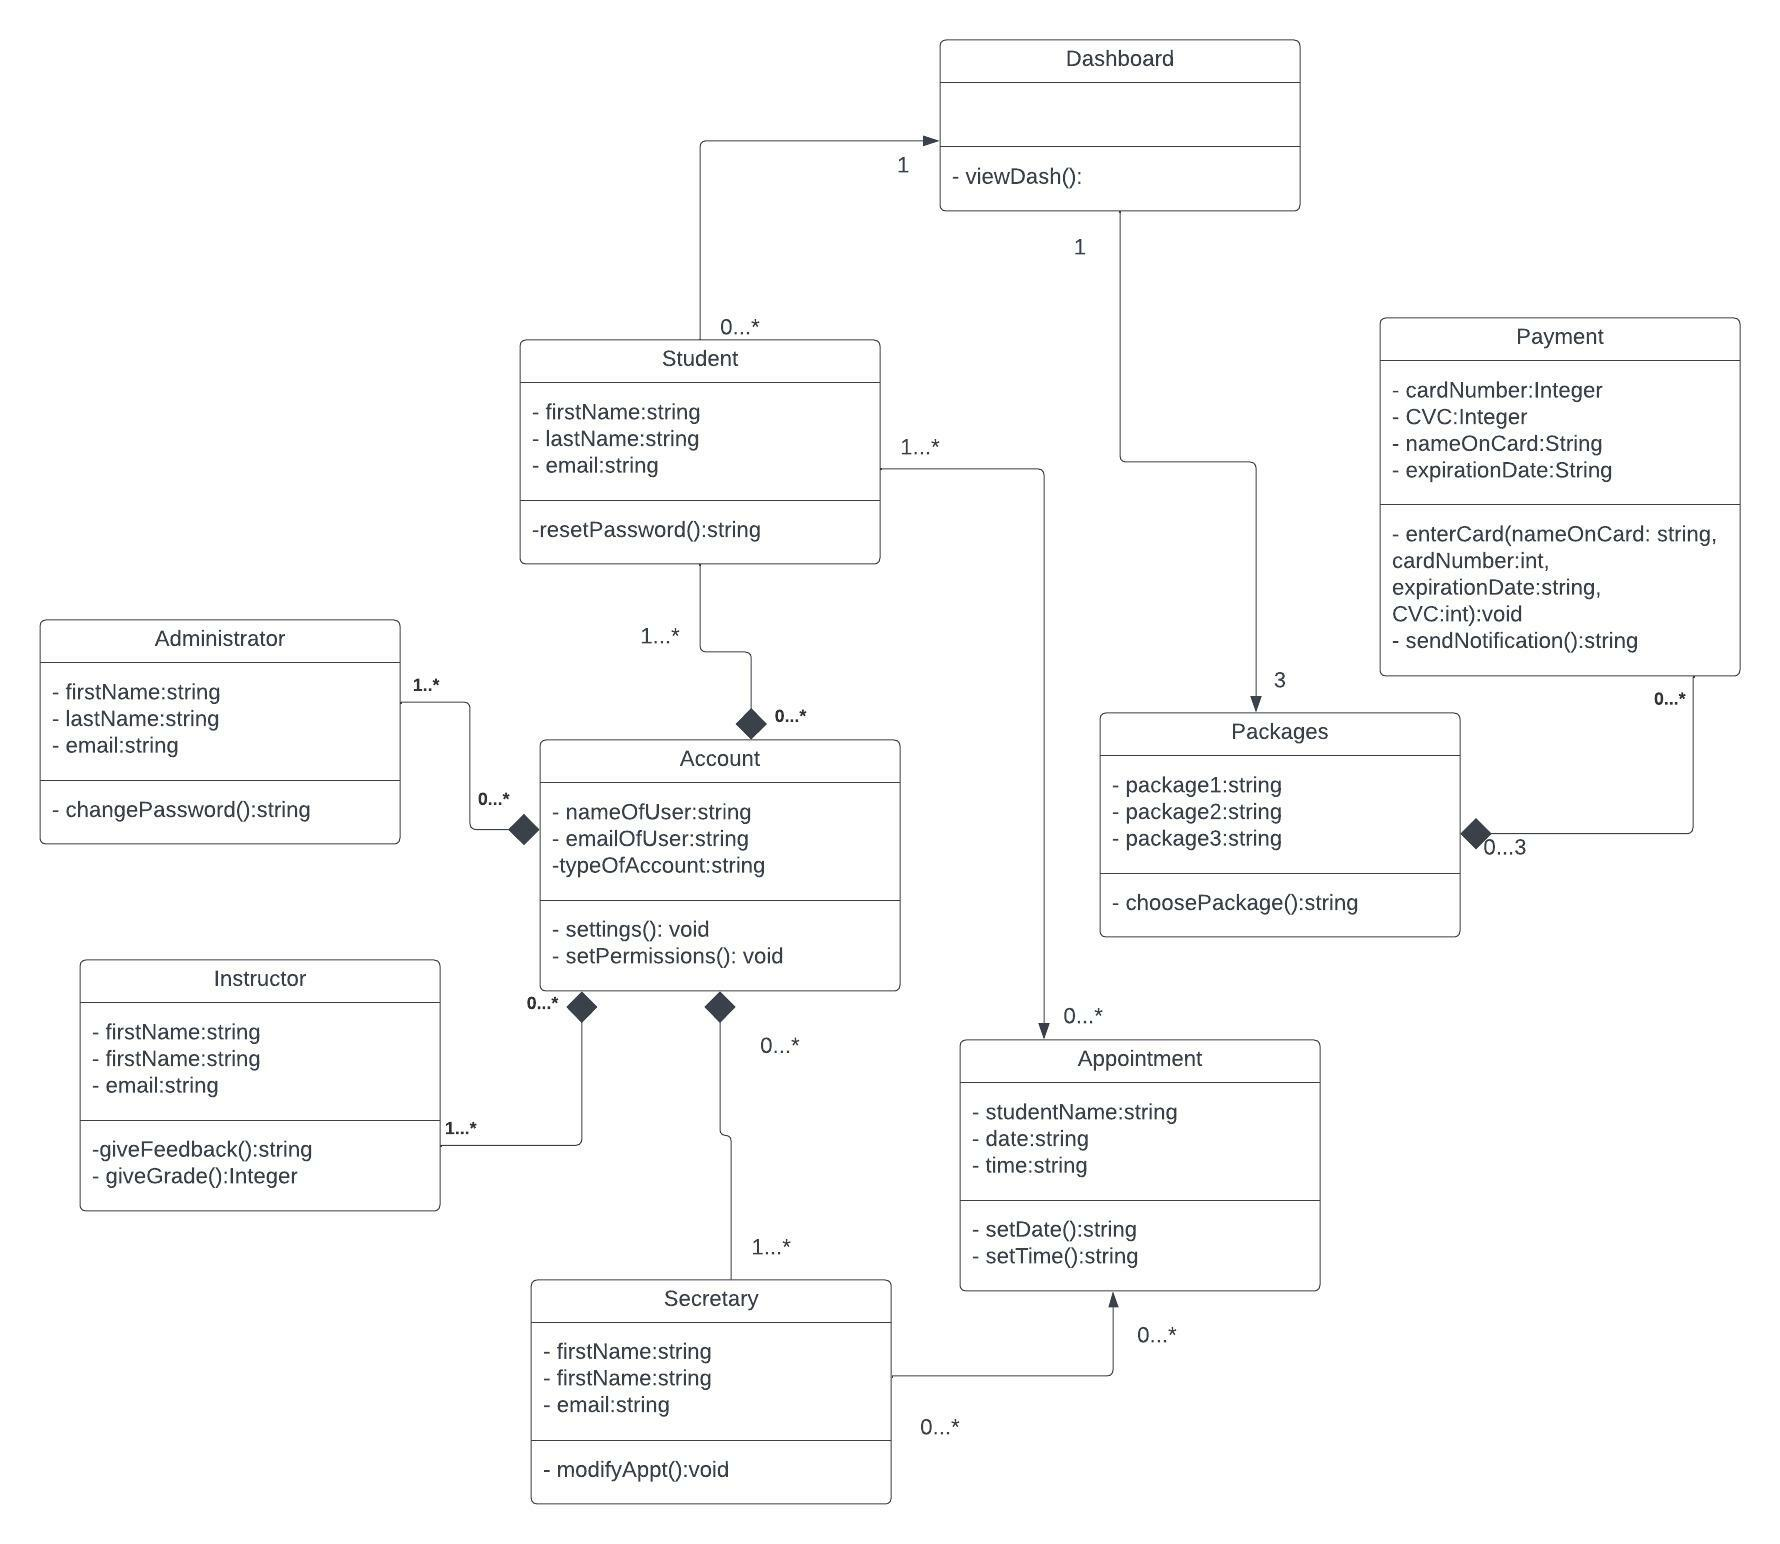 Dashboard
- viewDash():
1
1
0...*
Student
- firstName:string
- lastName:string
- email:string
-resetPassword():string
1...*
Payment
- cardNumber:Integer
- CVC:Integer
- nameOnCard:String
- expirationDate:String
- enterCard(nameOnCard: string,
cardNumber:int,
expirationDate:string,
CVC:int):void
- sendNotification():string
0...*
1...*
0...*
Administrator
- firstName:string
- lastName:string
- email:string
- changePassword():string
1..*
0...*
Account
- nameOfUser:string
- emailOfUser:string
-typeOfAccount:string
- settings(): void
- setPermissions(): void
3
Packages
- package1:string
- package2:string
- package3:string
- choosePackage():string
0...3
Instructor
- firstName:string
- firstName:string
- email:string
-giveFeedback():string
- giveGrade():Integer
0...*
1...*
0...*
1...*
0...*
Appointment
- studentName:string
- date:string
- time:string
- setDate():string
- setTime():string
Secretary
- firstName:string
- firstName:string
- email:string
- modifyAppt():void
0...*
0...*